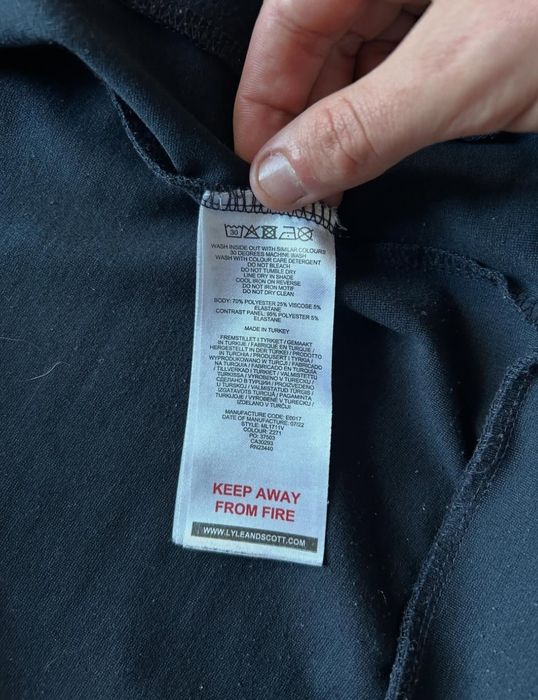 30
WASH INSIDE OUT WITH SIMILAR COLOURS
30 DEGREES MACHINE WASH
WASH WITH COLOUR CARE DETERGENT
DO NOT BLEACH
DO NOT TUMBLE DRY
LINE DRY IN SHADE
COOL IRON ON REVERSE
DO NOT IRON MOTIF
DO NOT DRY CLEAN
BODY: 70% POLYESTER 25% VISCOSE 5%
ELASTANE
CONTRAST PANEL: 95% POLYESTER 5%
ELASTANE
MADE IN TURKEY
FREMSTILLET I TYRKIET / GEMAAKT
IN TURKIJE / FABRIQUE EN TURQUIE /
HERGESTELLT IN DER TÜRKEI / PRODOTTO
IN TURCHIA / PRODUSERT I TYRKIA /
WYPRODUKOWANO W TURCJI / FABRICADO
NA TURQUIA / FABRICADO EN TURQUIA
/ TILLVERKAD I TURKIET / VALMISTETTU
TURKISSA / VYROBENO V TURECKU /
СДЕЛАНО В ТУРЦИИ / PROIZVEDENO
U TURSKOJ / VALMISTATUD TÜRGIS /
IZGATAVOTS TURCIJĀ / PAGAMINTA
TURKIJOJE / VYROBENÉ V TURECKU /
IZDELANO V TURČIJI
MANUFACTURE CODE: E0017
DATE OF MANUFACTURE: 07/22
STYLE: ML1711V
COLOUR: Z271
PO: 37503
CA30293
RN23440
KEEP AWAY
FROM FIRE
WWW.LYLEANDSCOTT.COM